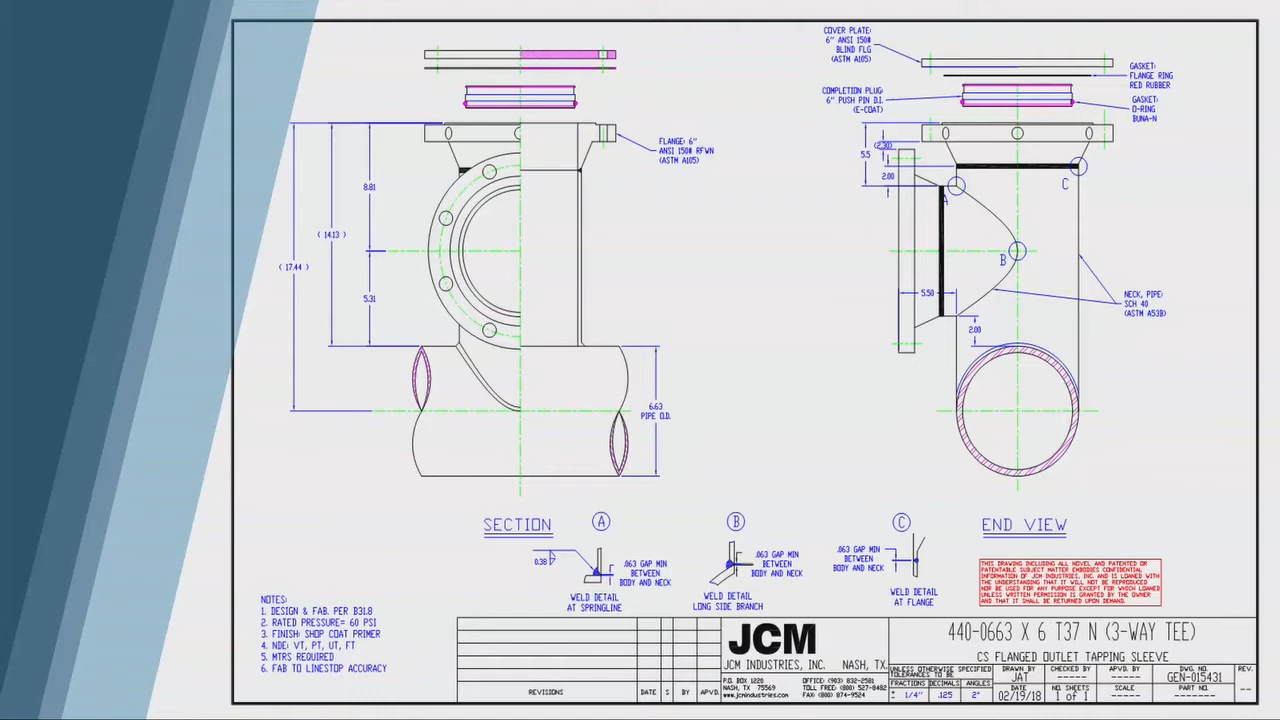 COVER PLATE:
6" ANSI 150#
BLIND FLG
(ASTM A105)
GASKET:
FLANGE RING
RED RUBBER
COMPLETION PLUG:
6" PUSH PIN D.I.
(E-COAT)
GASKET:
O-RING
BUNA-N
FLANGE: 6"
ANSI 150# RFWN
(ASTM A105)
8.81
( 14.13 )
( 17.44 )
5.31
6.63
PIPE O.D.
5.5
(2.30)
2.00
A
B
C
5.50
2.00
NECK, PIPE:
SCH 40
(ASTM A53B)
SECTION
A
B
C
END VIEW
0.38
.063 GAP MIN
BETWEEN
BODY AND NECK
WELD DETAIL
AT SPRINGLINE
.063 GAP MIN
BETWEEN
BODY AND NECK
WELD DETAIL
LONG SIDE BRANCH
.063 GAP MIN
BETWEEN
BODY AND NECK
WELD DETAIL
AT FLANGE
THIS DRAWING INCLUDING ALL NOVEL AND PATENTED OR
PATENTABLE SUBJECT MATTER EMBODIES CONFIDENTIAL
INFORMATION OF JCM INDUSTRIES, INC. AND IS LOANED WITH
THE UNDERSTANDING THAT IT WILL NOT BE REPRODUCED
NOR BE USED FOR ANY PURPOSE EXCEPT FOR WHICH LOANED
UNLESS WRITTEN PERMISSION IS GRANTED BY THE OWNER
AND THAT IT SHALL BE RETURNED UPON DEMAND.
NOTES:
1. DESIGN & FAB. PER B31.8
2. RATED PRESSURE= 60 PSI
3. FINISH: SHOP COAT PRIMER
4. NDE: VT, PT, UT, FT
5. MTRS REQUIRED
6. FAB TO LINESTOP ACCURACY
REVISIONS DATE S BY APVD.
JCM
JCM INDUSTRIES, INC. NASH, TX.
P.O. BOX 1220
NASH, TX 75569
www.jcmindustries.com
OFFICE: (903) 832-2581
TOLL FREE: (800) 527-8482
FAX: (800) 874-9524
440-0663 X 6 T37 N (3-WAY TEE)
CS FLANGED OUTLET TAPPING SLEEVE
UNLESS OTHERWISE SPECIFIED
TOLERANCES TO BE:
FRACTIONS DECIMALS ANGLES
± 1/4" .125 2°
DRAWN BY
JAT
CHECKED BY
-----
APVD. BY
-----
DWG. NO.
GEN-015431
REV.
--
DATE
02/19/18
NO. SHEETS
1 of 1
SCALE
-----
PART NO.
-------